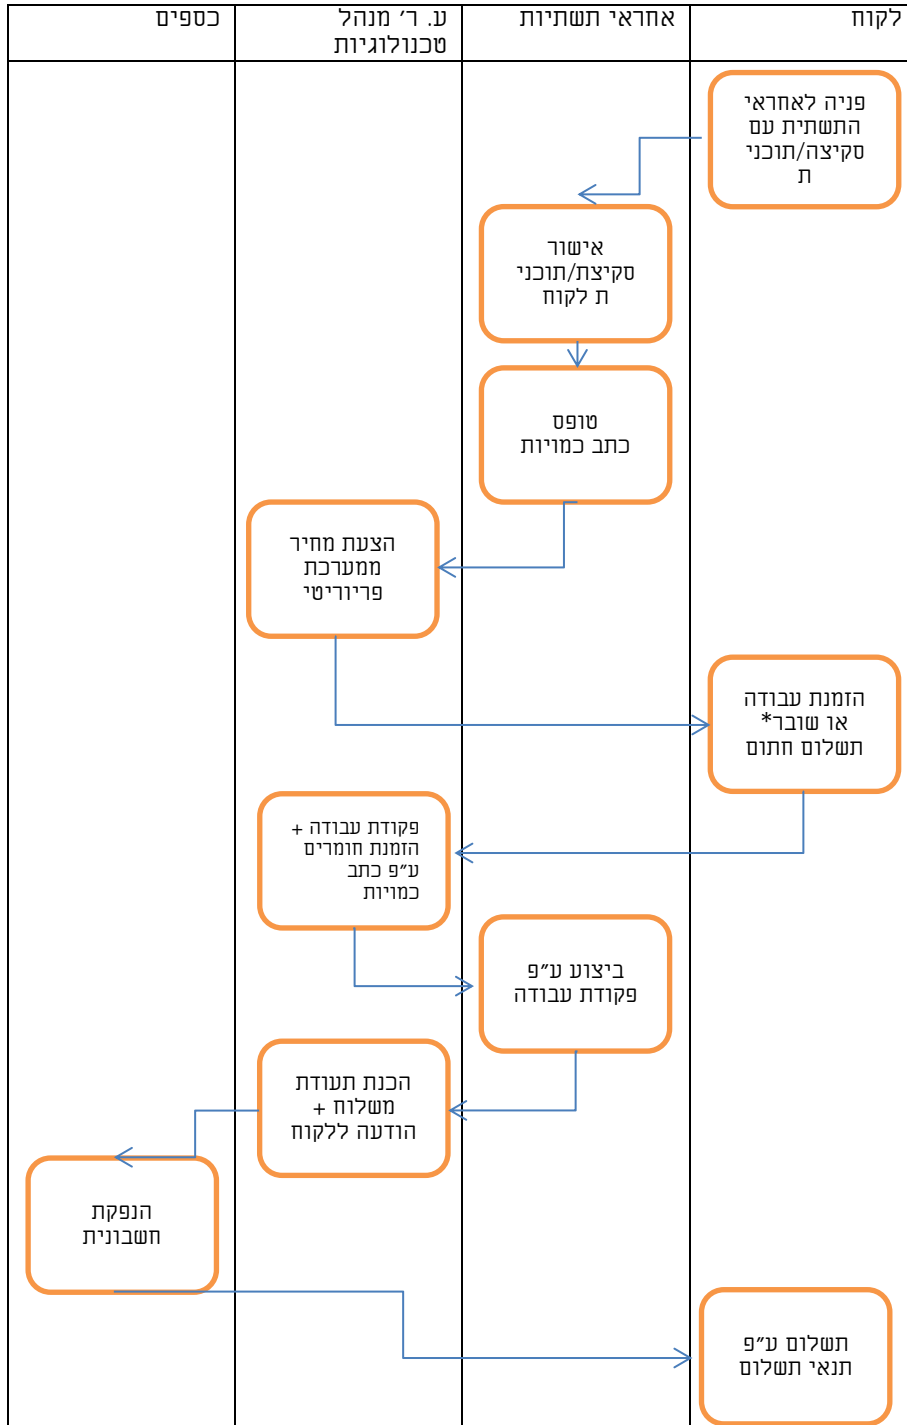 לקוח
אחראי תשתיות
ע. ר׳ מנהל
טכנולוגיות
כספים
פניה לאחראי
התשתית עם
סקיצה/תוכני
ת
אישור
סקיצת/תוכני
ת לקוח
טופס
כתב כמויות
הצעת מחיר
ממערכת
פריוריטי
הזמנת עבודה
או שובר*
תשלום חתום
פקודת עבודה +
הזמנת חומרים
ע״פ כתב
כמויות
ביצוע ע״פ
פקודת עבודה
הכנת תעודת
משלוח +
הודעה ללקוח
הנפקת
חשבונית
תשלום ע״פ
תנאי תשלום